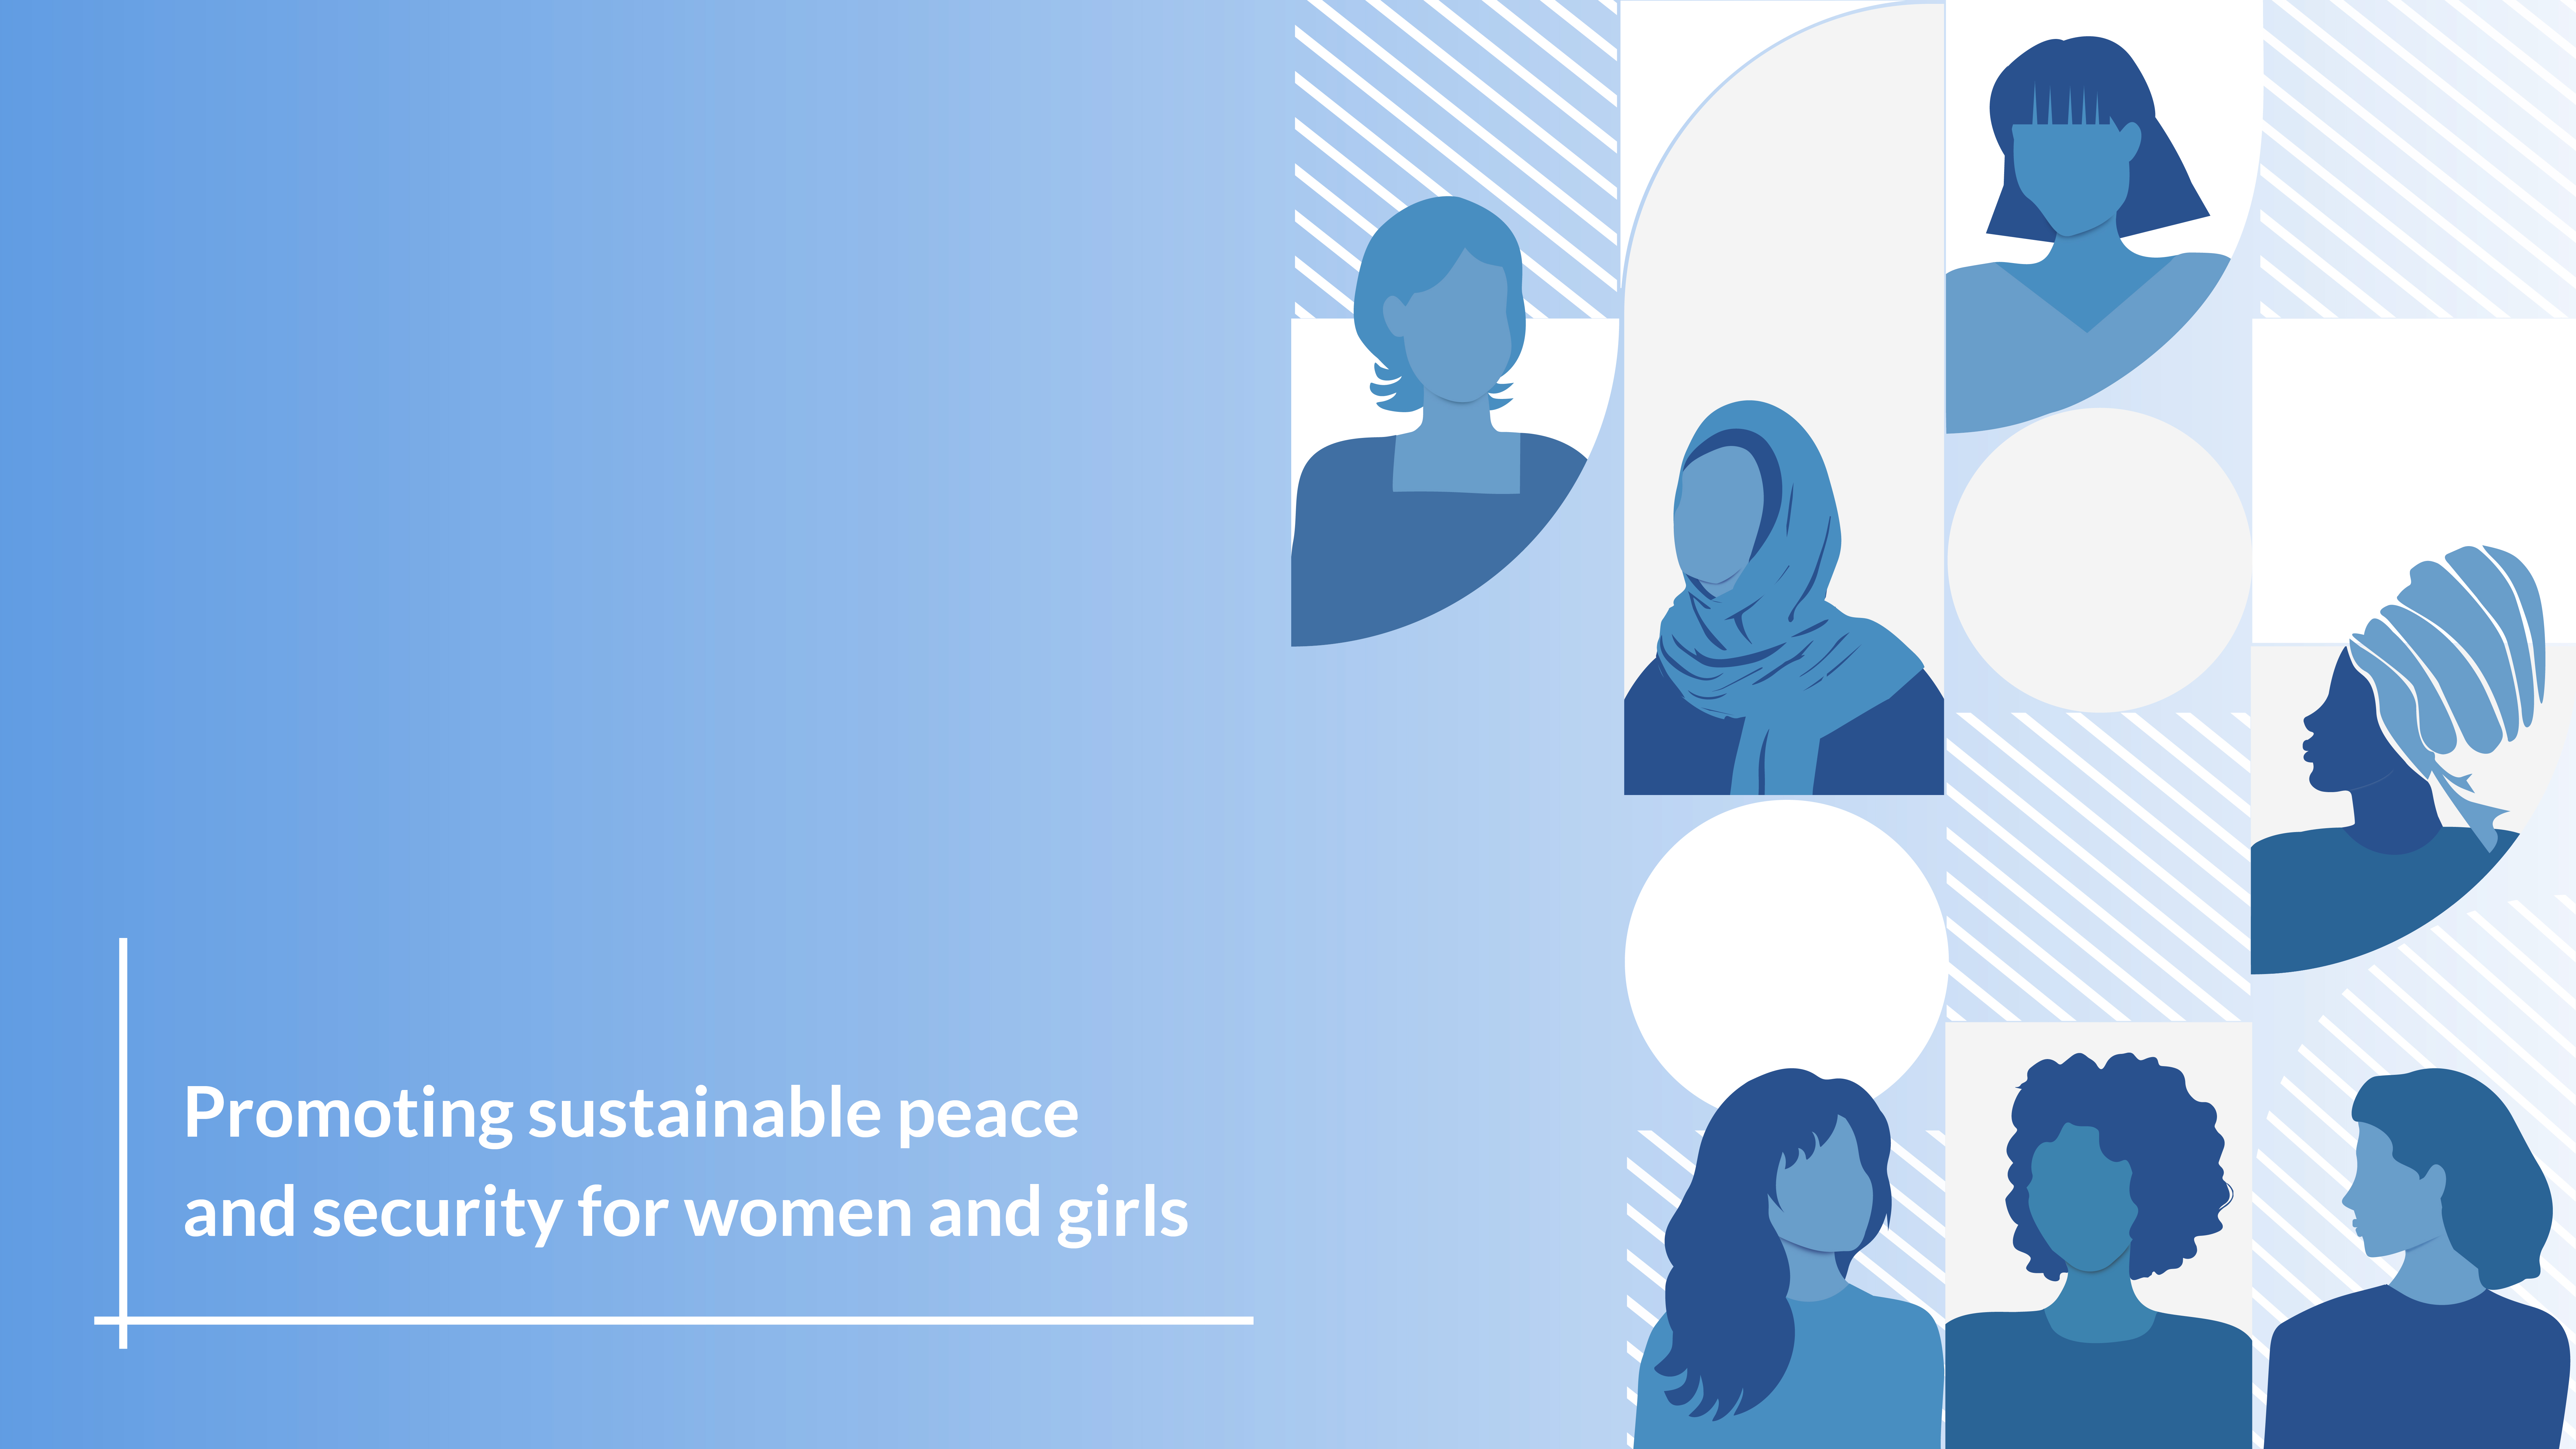 Promoting sustainable peace
and security for women and girls